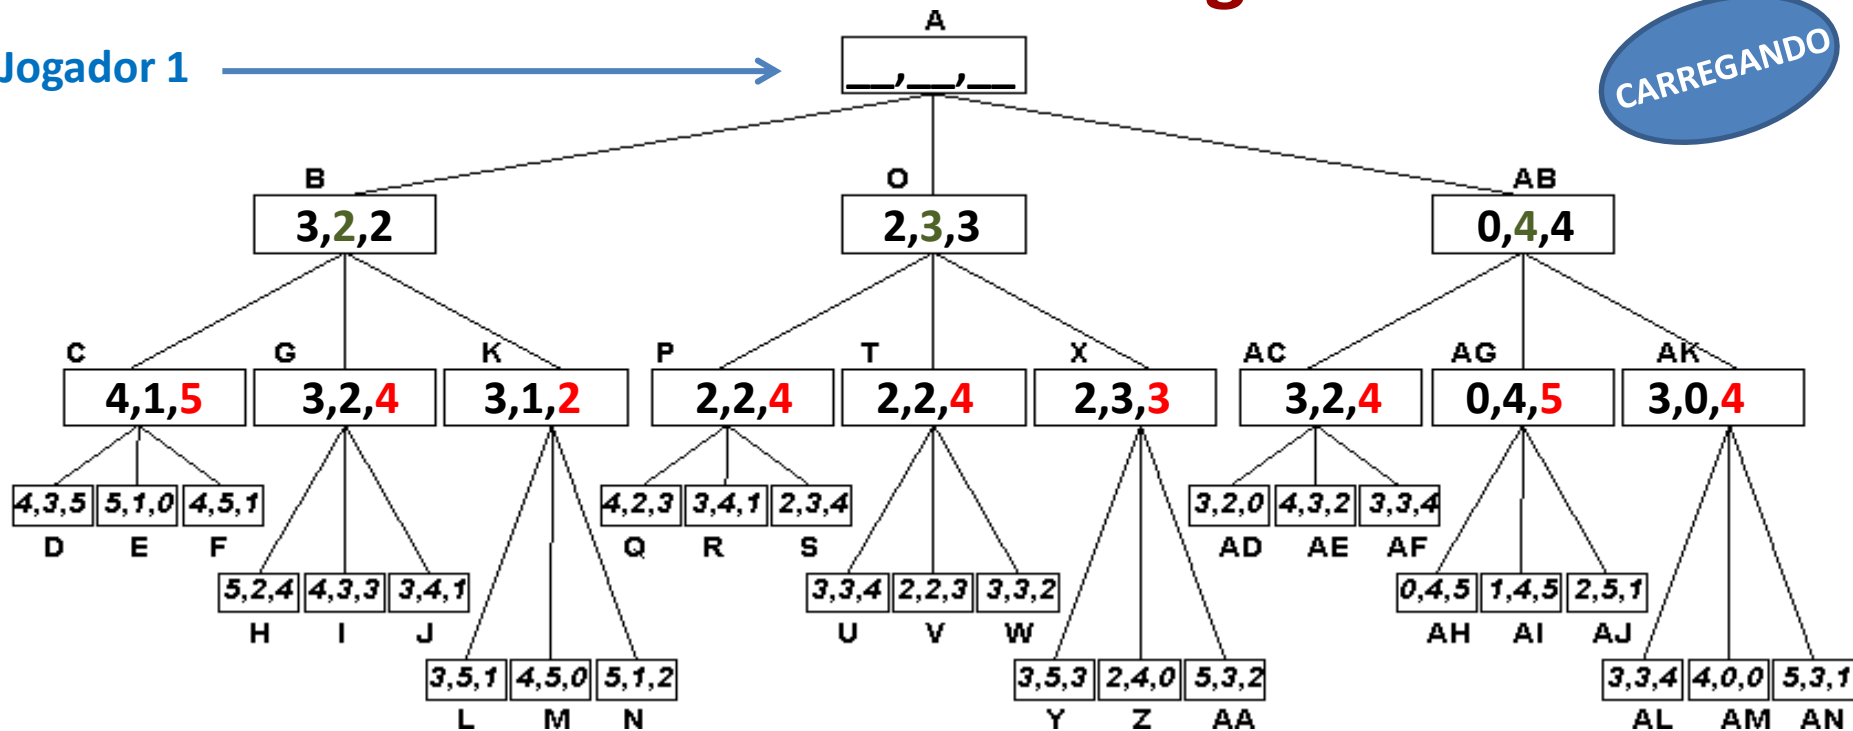 g
A
Jogador 1
__,__,__
CARREGANDO
B O AB
3,2,2 2,3,3 0,4,4
C G K P T X AC AG AK
4,1,5 3,2,4 3,1,2 2,2,4 2,2,4 2,3,3 3,2,4 0,4,5 3,0,4
4,3,5 5,1,0 4,5,1 4,2,3 3,4,1 2,3,4 3,2,0 4,3,2 3,3,4
D E F Q R S AD AE AF
5,2,4 4,3,3 3,4,1 3,3,4 2,2,3 3,3,2 0,4,5 1,4,5 2,5,1
H I J U V W AH AI AJ
3,5,1 4,5,0 5,1,2 3,5,3 2,4,0 5,3,2 3,3,4 4,0,0 5,3,1
L M N Y Z AA AL AM AN